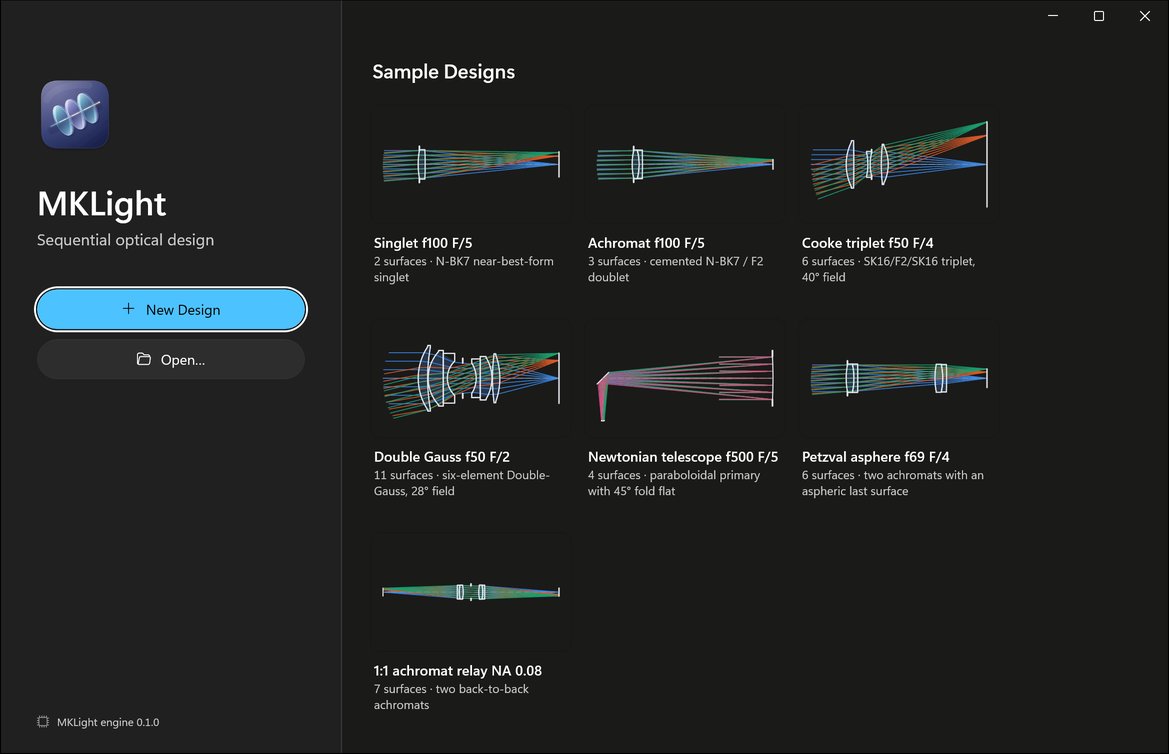 Sample Designs
MKLight
Sequential optical design
New Design
Open...
Singlet f100 F/5
2 surfaces · N-BK7 near-best-form
singlet
Achromat f100 F/5
3 surfaces · cemented N-BK7 / F2
doublet
Cooke triplet f50 F/4
6 surfaces · SK16/F2/SK16 triplet,
40° field
Double Gauss f50 F/2
11 surfaces · six-element Double-
Gauss, 28° field
Newtonian telescope f500 F/5
4 surfaces · paraboloidal primary
with 45° fold flat
Petzval asphere f69 F/4
6 surfaces · two achromats with an
aspheric last surface
1:1 achromat relay NA 0.08
7 surfaces · two back-to-back
achromats
MKLight engine 0.1.0